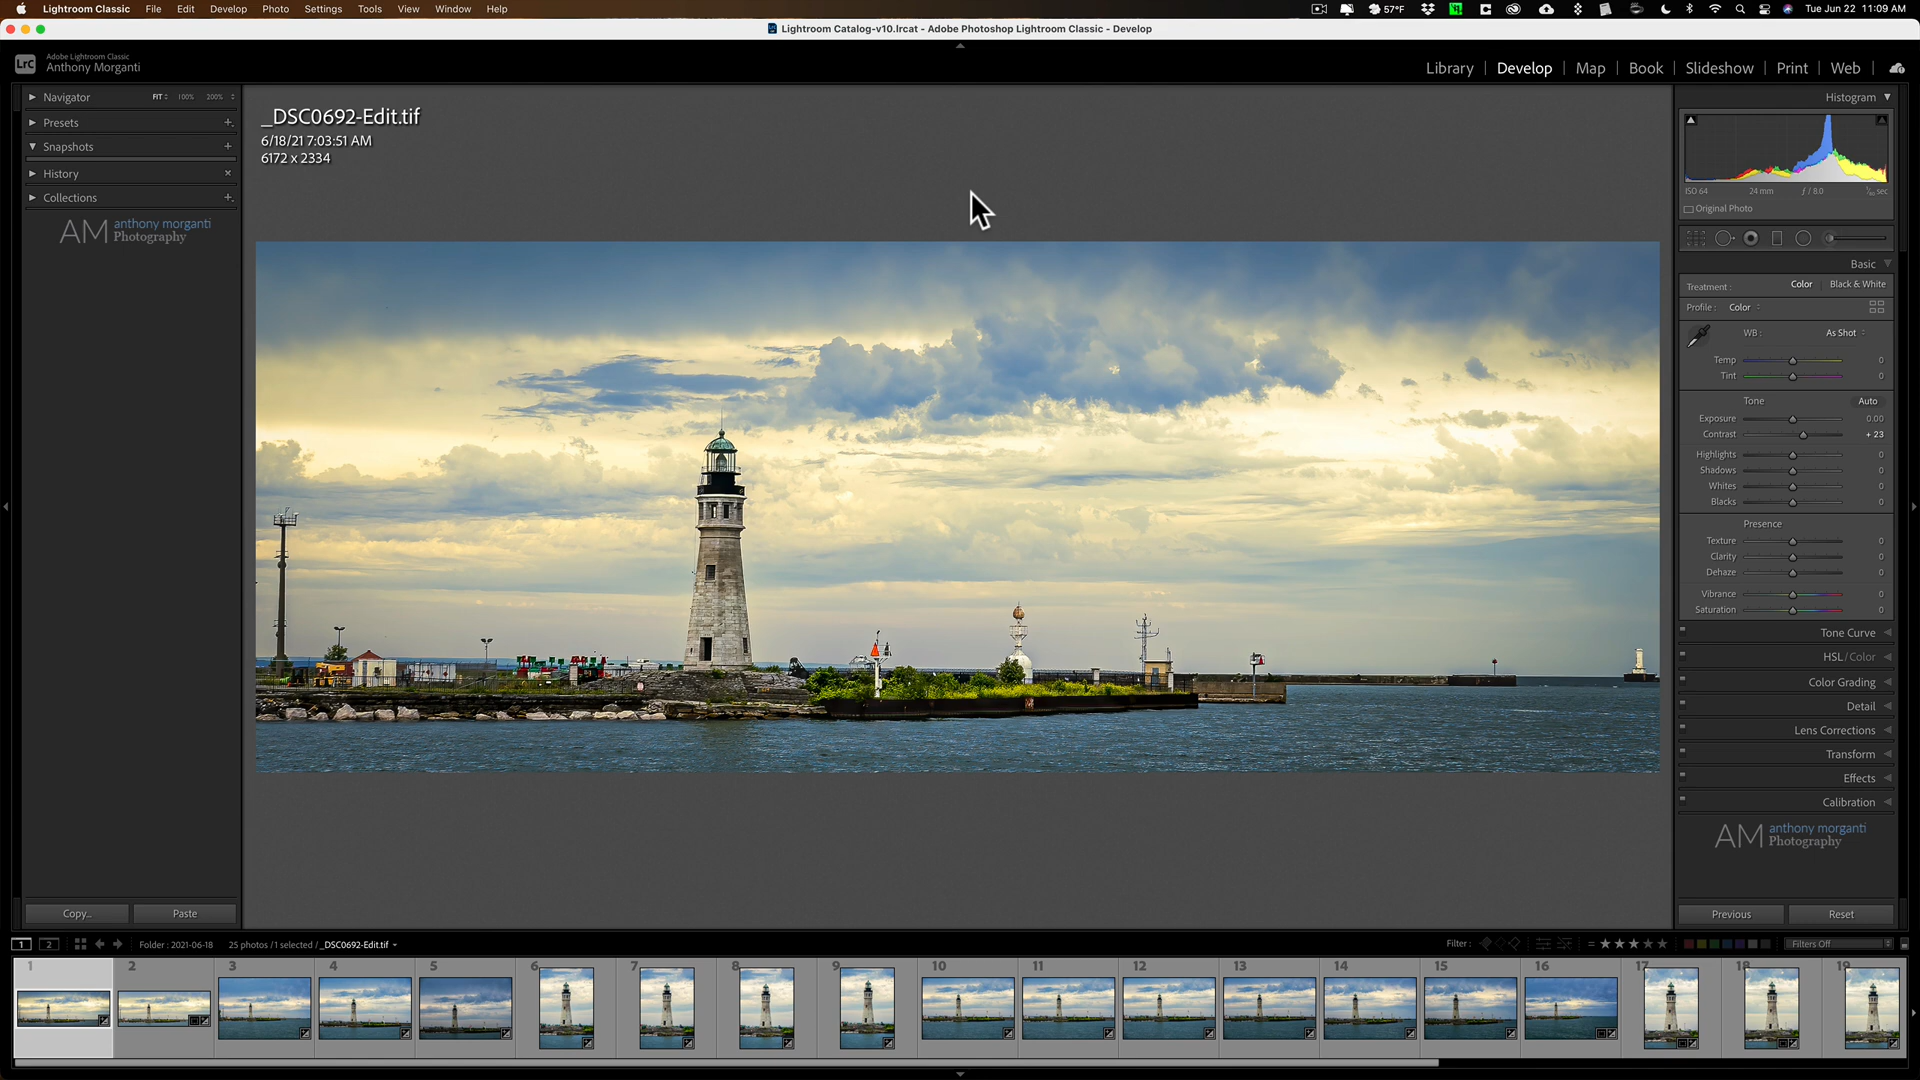 Lightroom Classic File Edit Develop Photo Settings Tools View Window Help
57°F Tue Jun 22 11:09 AM
Lightroom Catalog-v10.lrcat - Adobe Photoshop Lightroom Classic - Develop
LrC
Adobe Lightroom Classic
Anthony Morganti
Library | Develop | Map | Book | Slideshow | Print | Web
Navigator FIT 100% 200%
Presets
Snapshots
History
Collections
AM anthony morganti
Photography
Copy... Paste
_DSC0692-Edit.tif
6/18/21 7:03:51 AM
6172 x 2334
Histogram
ISO 64 24 mm ƒ / 8.0 sec
Original Photo
Basic
Treatment : Color Black & White
Profile : Color
WB : As Shot
Temp 0
Tint 0
Tone Auto
Exposure 0.00
Contrast + 23
Highlights 0
Shadows 0
Whites 0
Blacks 0
Presence
Texture 0
Clarity 0
Dehaze 0
Vibrance 0
Saturation 0
Tone Curve
HSL / Color
Color Grading
Detail
Lens Corrections
Transform
Effects
Calibration
AM anthony morganti
Photography
Previous Reset
1 2 Folder : 2021-06-18 25 photos / 1 selected / _DSC0692-Edit.tif Filter : Filters Off
1 2 3 4 5 6 7 8 9 10 11 12 13 14 15 16 17 18 19